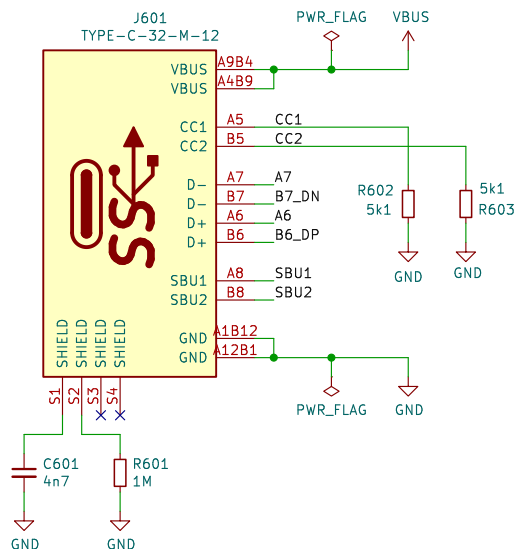 J601
TYPE-C-32-M-12
PWR_FLAG
VBUS
VBUS A9B4
VBUS A4B9
CC1 A5 CC1
CC2 B5 CC2
D- A7 A7
D- B7 B7_DN
D+ A6 A6
D+ B6 B6_DP
R602
5k1
5k1
R603
GND
GND
SBU1 A8 SBU1
SBU2 B8 SBU2
GND A1B12
GND A12B1
SS
SHIELD SHIELD SHIELD SHIELD
S1 S2 S3 S4
PWR_FLAG
GND
C601
4n7
R601
1M
GND
GND